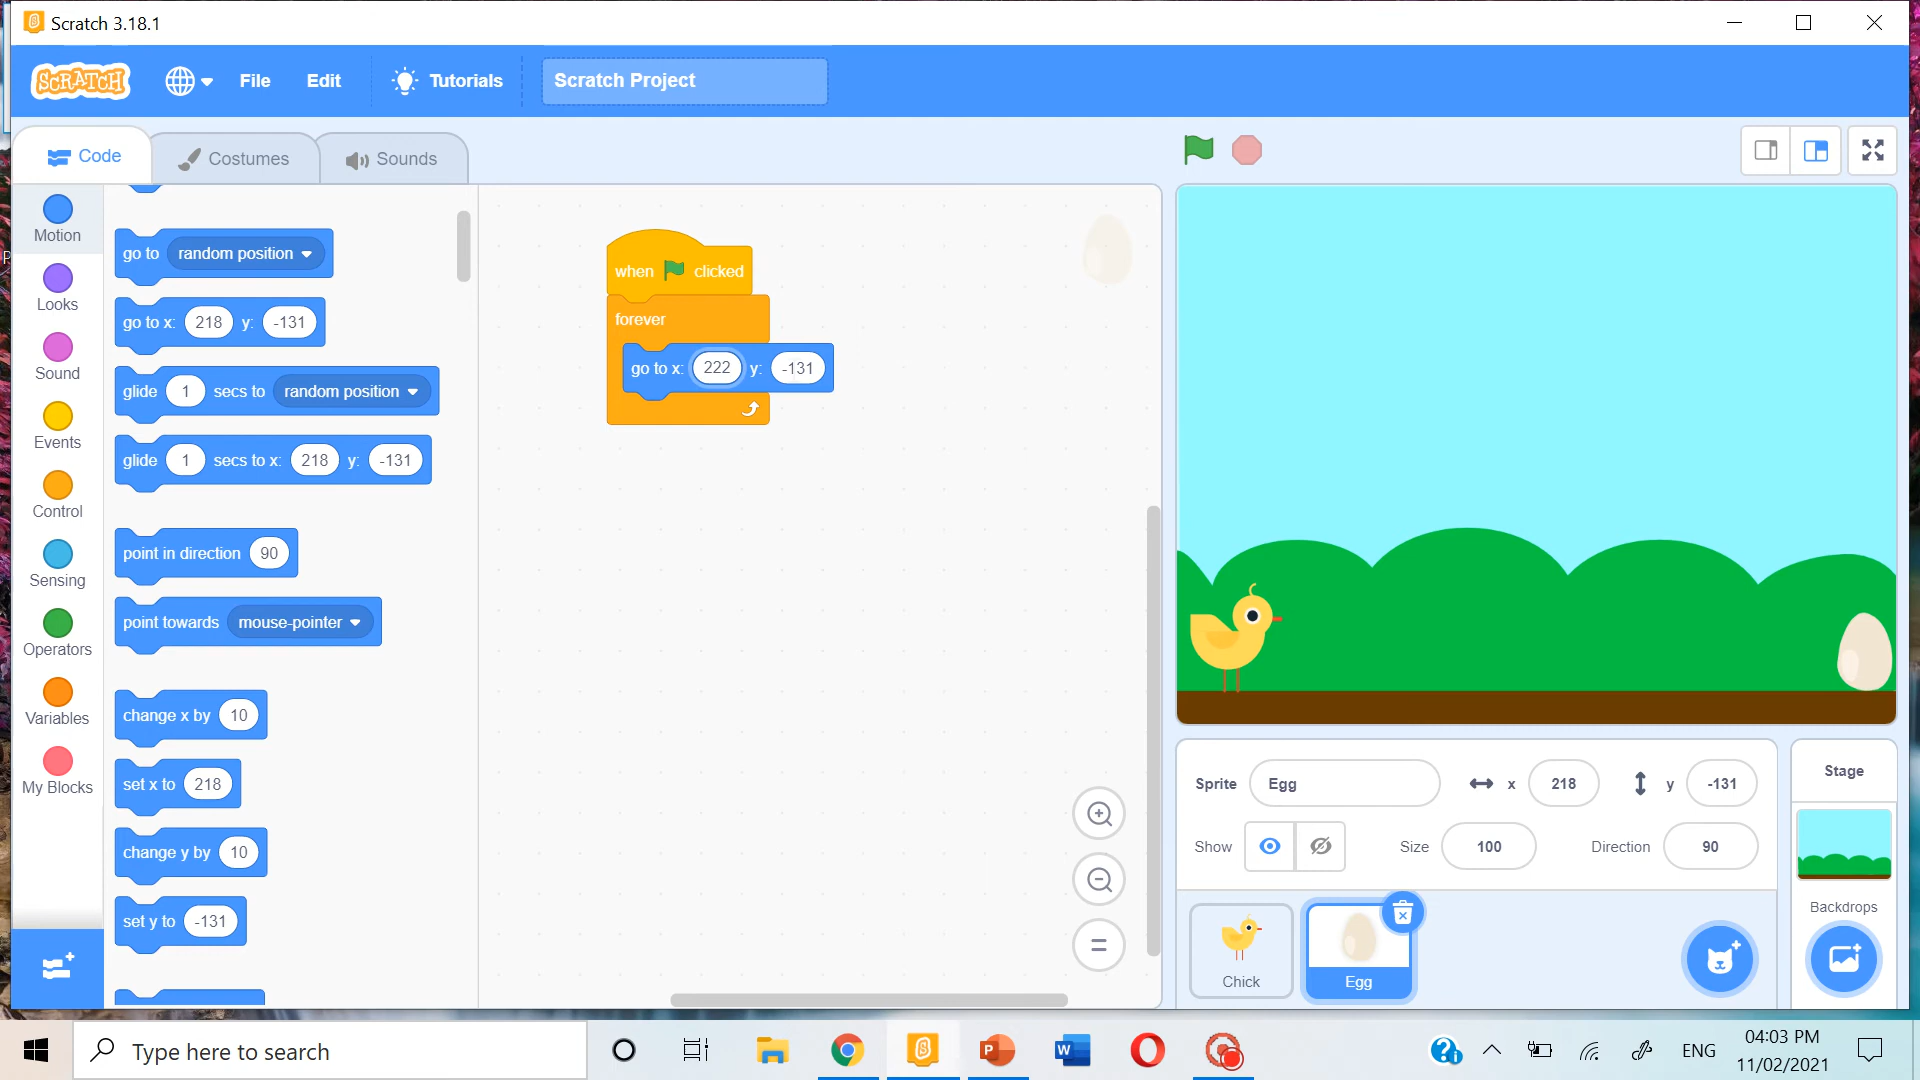 Scratch 3.18.1
SCRATCH
File
Edit
Tutorials
Scratch Project
Code
Costumes
Sounds
Motion
Looks
Sound
Events
Control
Sensing
Operators
Variables
My Blocks
go to random position
go to x: 218 y: -131
glide 1 secs to random position
glide 1 secs to x: 218 y: -131
point in direction 90
point towards mouse-pointer
change x by 10
set x to 218
change y by 10
set y to -131
when clicked
forever
go to x: 222 y: -131
Sprite Egg x 218 y -131
Show Size 100 Direction 90
Chick
Egg
Stage
Backdrops
Type here to search
ENG
04:03 PM
11/02/2021